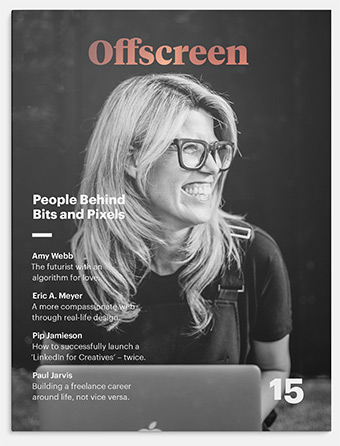 Offscreen
People Behind
Bits and Pixels
Amy Webb
The futurist with an
algorithm for love.
Eric A. Meyer
A more compassionate web
through real-life design.
Pip Jamieson
How to successfully launch a
'LinkedIn for Creatives' – twice.
Paul Jarvis
Building a freelance career
around life, not vice versa.
15